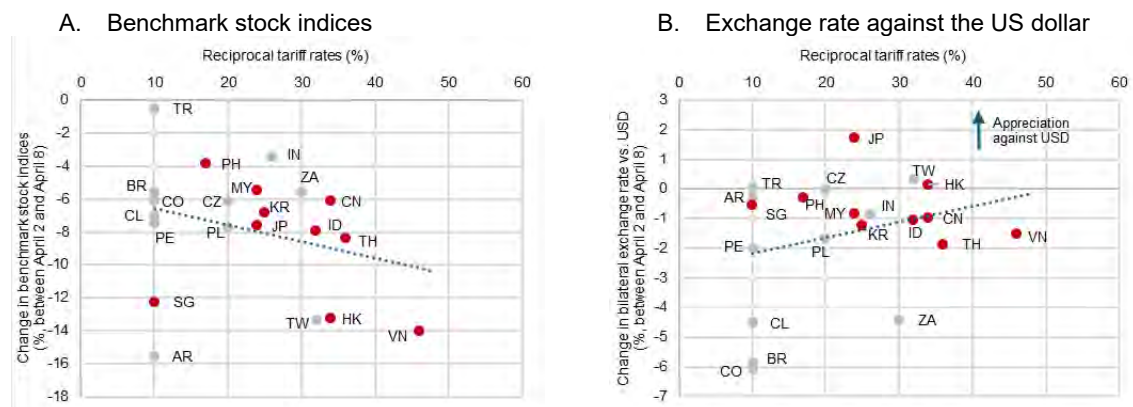 A. Benchmark stock indices
Reciprocal tariff rates (%)
0 10 20 30 40 50 60
Change in benchmark stock indices
(%, between April 2 and April 8)
0
-2
-4
-6
-8
-10
-12
-14
-16
-18
TR
PH
IN
BR
MY
ZA
CO
CZ
KR
CN
CL
JP
ID
PE
PL
TH
SG
TW
HK
VN
AR
B. Exchange rate against the US dollar
Reciprocal tariff rates (%)
0 10 20 30 40 50 60
Change in bilateral exchange rate vs. USD
(%, between April 2 and April 8)
3
2
1
0
-1
-2
-3
-4
-5
-6
-7
Appreciation
against USD
JP
TR
CZ
TW
HK
AR
PH
SG
MY
IN
CN
KR
ID
PE
PL
TH
VN
CL
ZA
BR
CO